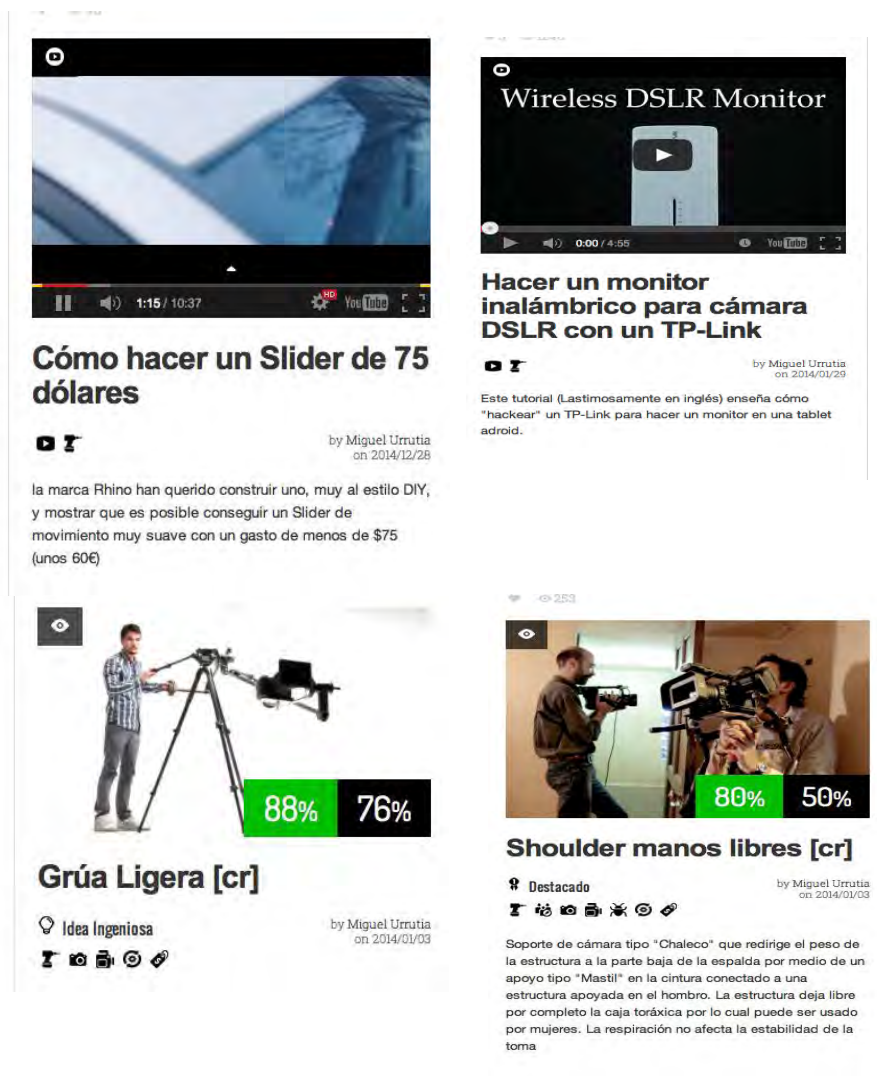 1:15 / 10:37
HD
YouTube
Cómo hacer un Slider de 75
dólares
by Miguel Urrutia
on 2014/12/28
la marca Rhino han querido construir uno, muy al estilo DIY,
y mostrar que es posible conseguir un Slider de
movimiento muy suave con un gasto de menos de $75
(unos 60€)
Wireless DSLR Monitor
0:00 / 4:55
YouTube
Hacer un monitor
inalámbrico para cámara
DSLR con un TP-Link
by Miguel Urrutia
on 2014/01/29
Este tutorial (Lastimosamente en inglés) enseña cómo
"hackear" un TP-Link para hacer un monitor en una tablet
adroid.
88% 76%
Grúa Ligera [cr]
Idea Ingeniosa
by Miguel Urrutia
on 2014/01/03
253
80% 50%
Shoulder manos libres [cr]
Destacado
by Miguel Urrutia
on 2014/01/03
Soporte de cámara tipo "Chaleco" que redirige el peso de
la estructura a la parte baja de la espalda por medio de un
apoyo tipo "Mastil" en la cintura conectado a una
estructura apoyada en el hombro. La estructura deja libre
por completo la caja toráxica por lo cual puede ser usado
por mujeres. La respiración no afecta la estabilidad de la
toma